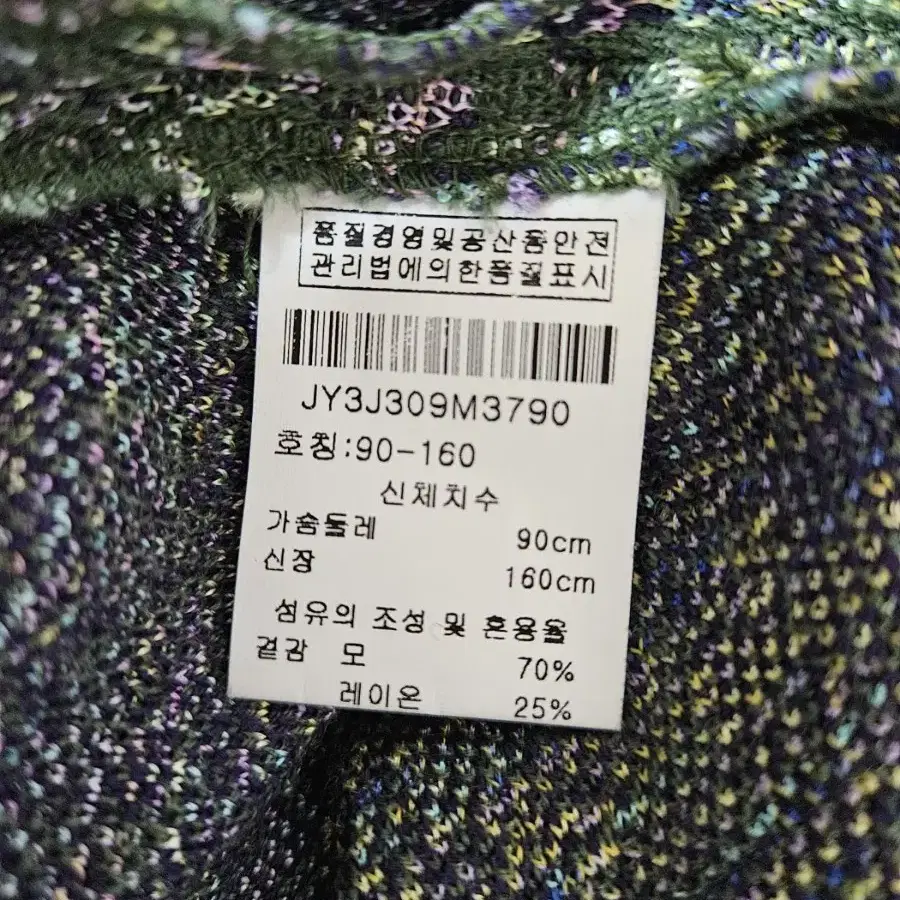 품질경영및공산품안전
관리법에의한품질표시
JY3J309M3790
호칭:90-160
신체치수
가슴둘레 90cm
신장 160cm
섬유의 조성 및 혼용율
겉감 모 70%
레이온 25%